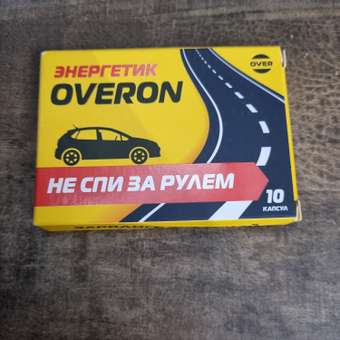 ЭНЕРГЕТИК
OVERON
OVER
НЕ СПИ ЗА РУЛЕМ
10
КАПСУЛ